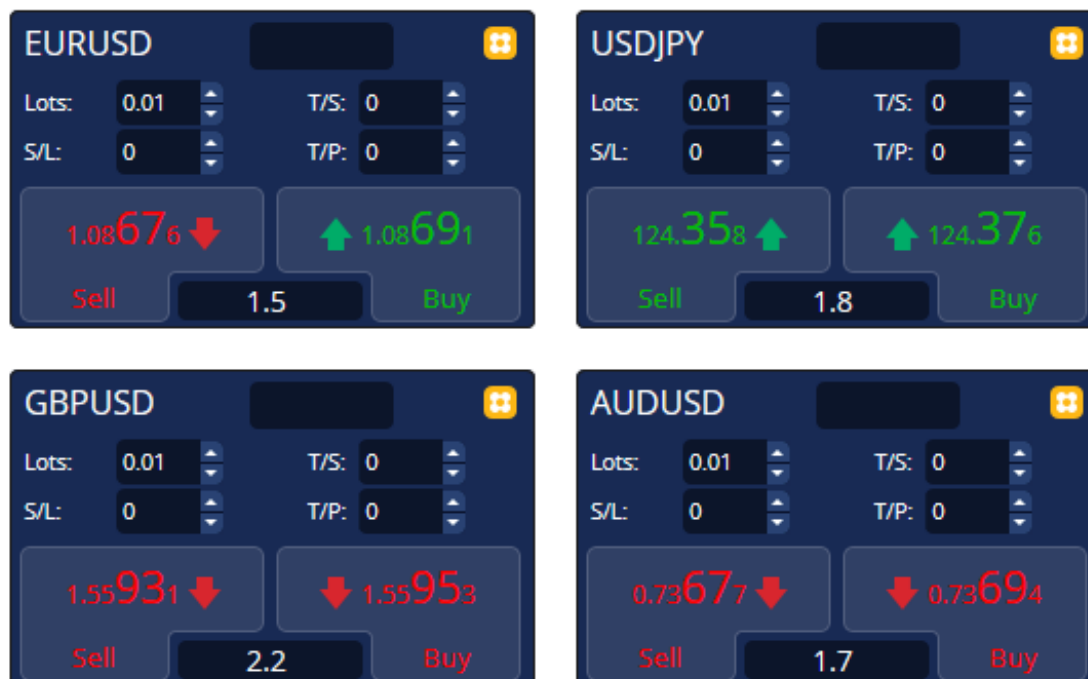 EURUSD
Lots: 0.01 T/S: 0
S/L: 0 T/P: 0
1.08676 1.08691
Sell 1.5 Buy
USDJPY
Lots: 0.01 T/S: 0
S/L: 0 T/P: 0
124.358 124.376
Sell 1.8 Buy
GBPUSD
Lots: 0.01 T/S: 0
S/L: 0 T/P: 0
1.55931 1.55953
Sell 2.2 Buy
AUDUSD
Lots: 0.01 T/S: 0
S/L: 0 T/P: 0
0.73677 0.73694
Sell 1.7 Buy